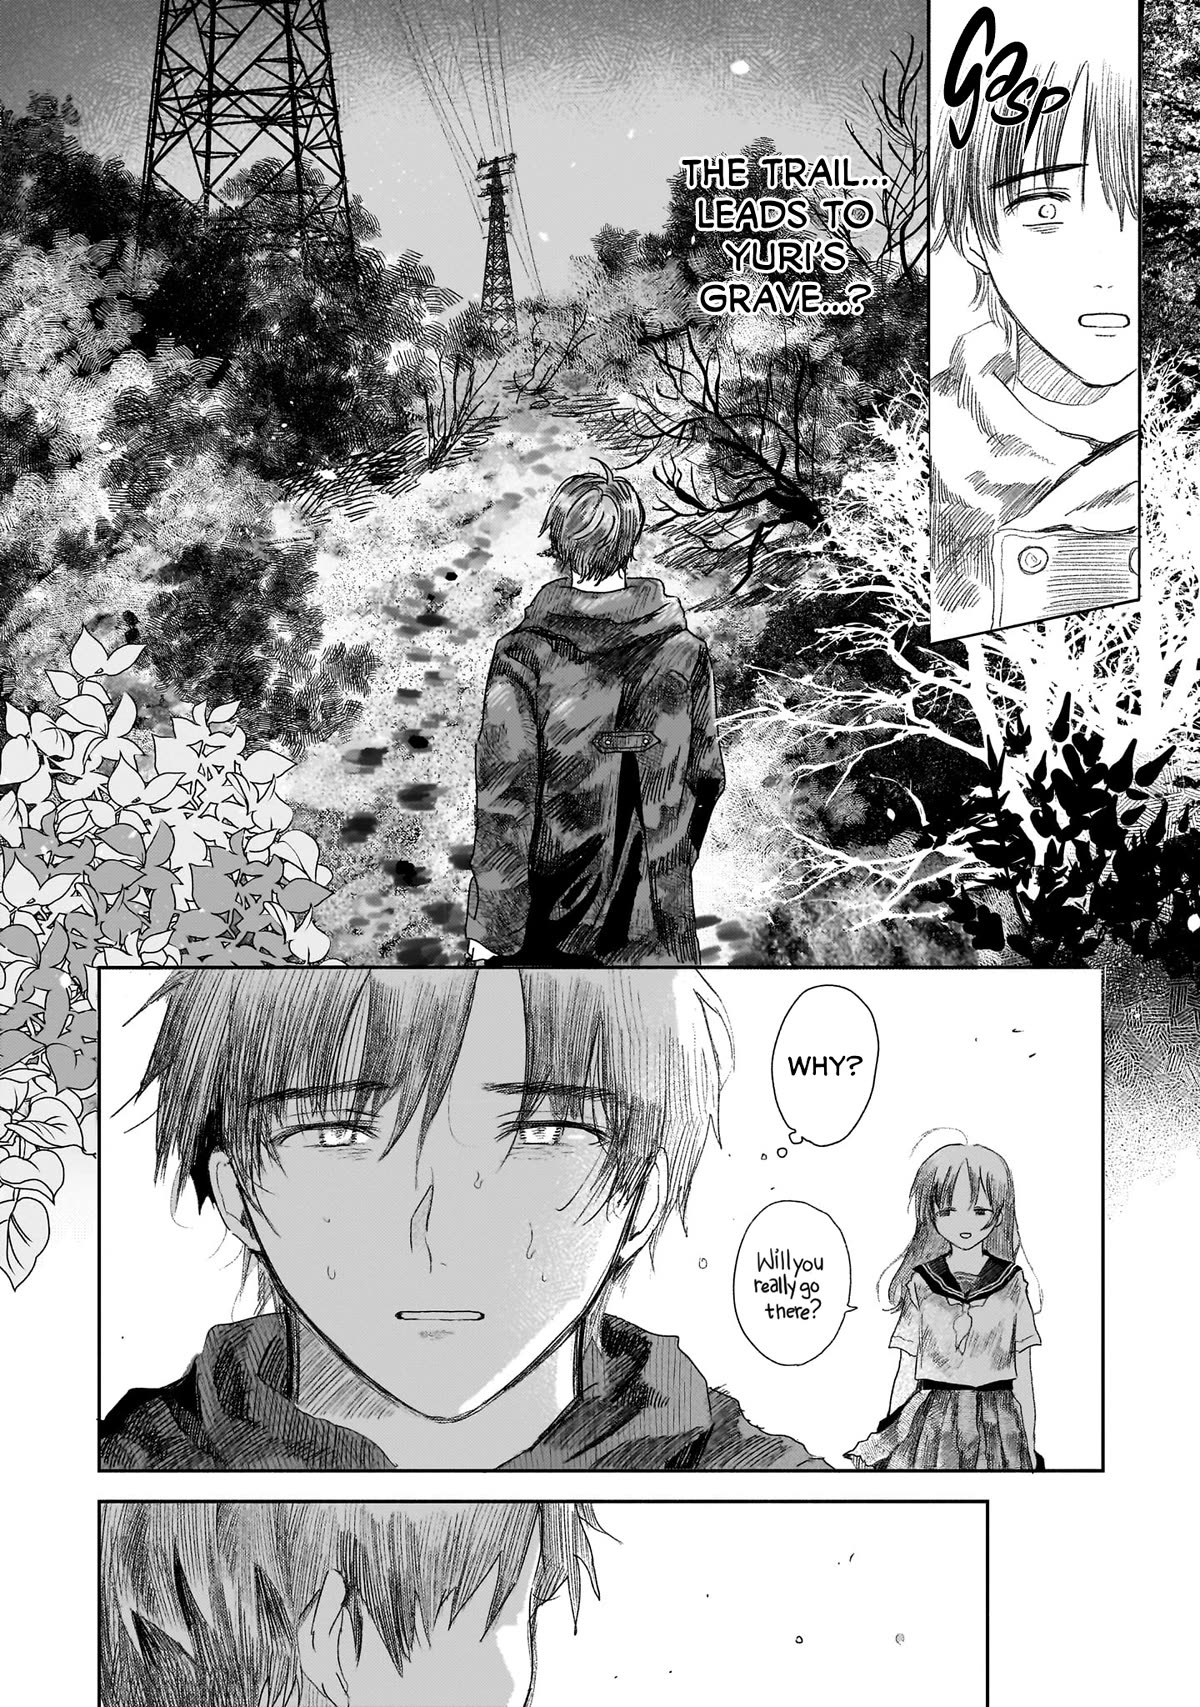 Gasp
THE TRAIL...
LEADS TO
YURI'S
GRAVE...?
WHY?
Will you
really go
there?